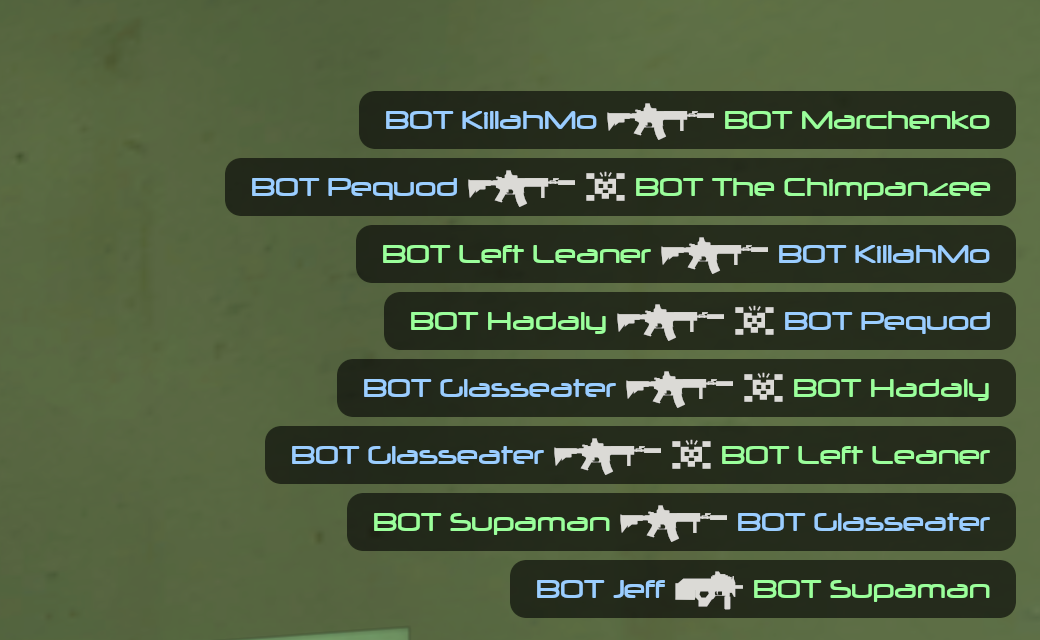 BOT KillahMo BOT Marchenko
BOT Pequod BOT The Chimpanzee
BOT Left Leaner BOT KillahMo
BOT Hadaly BOT Pequod
BOT Glasseater BOT Hadaly
BOT Glasseater BOT Left Leaner
BOT Supaman BOT Glasseater
BOT Jeff BOT Supaman